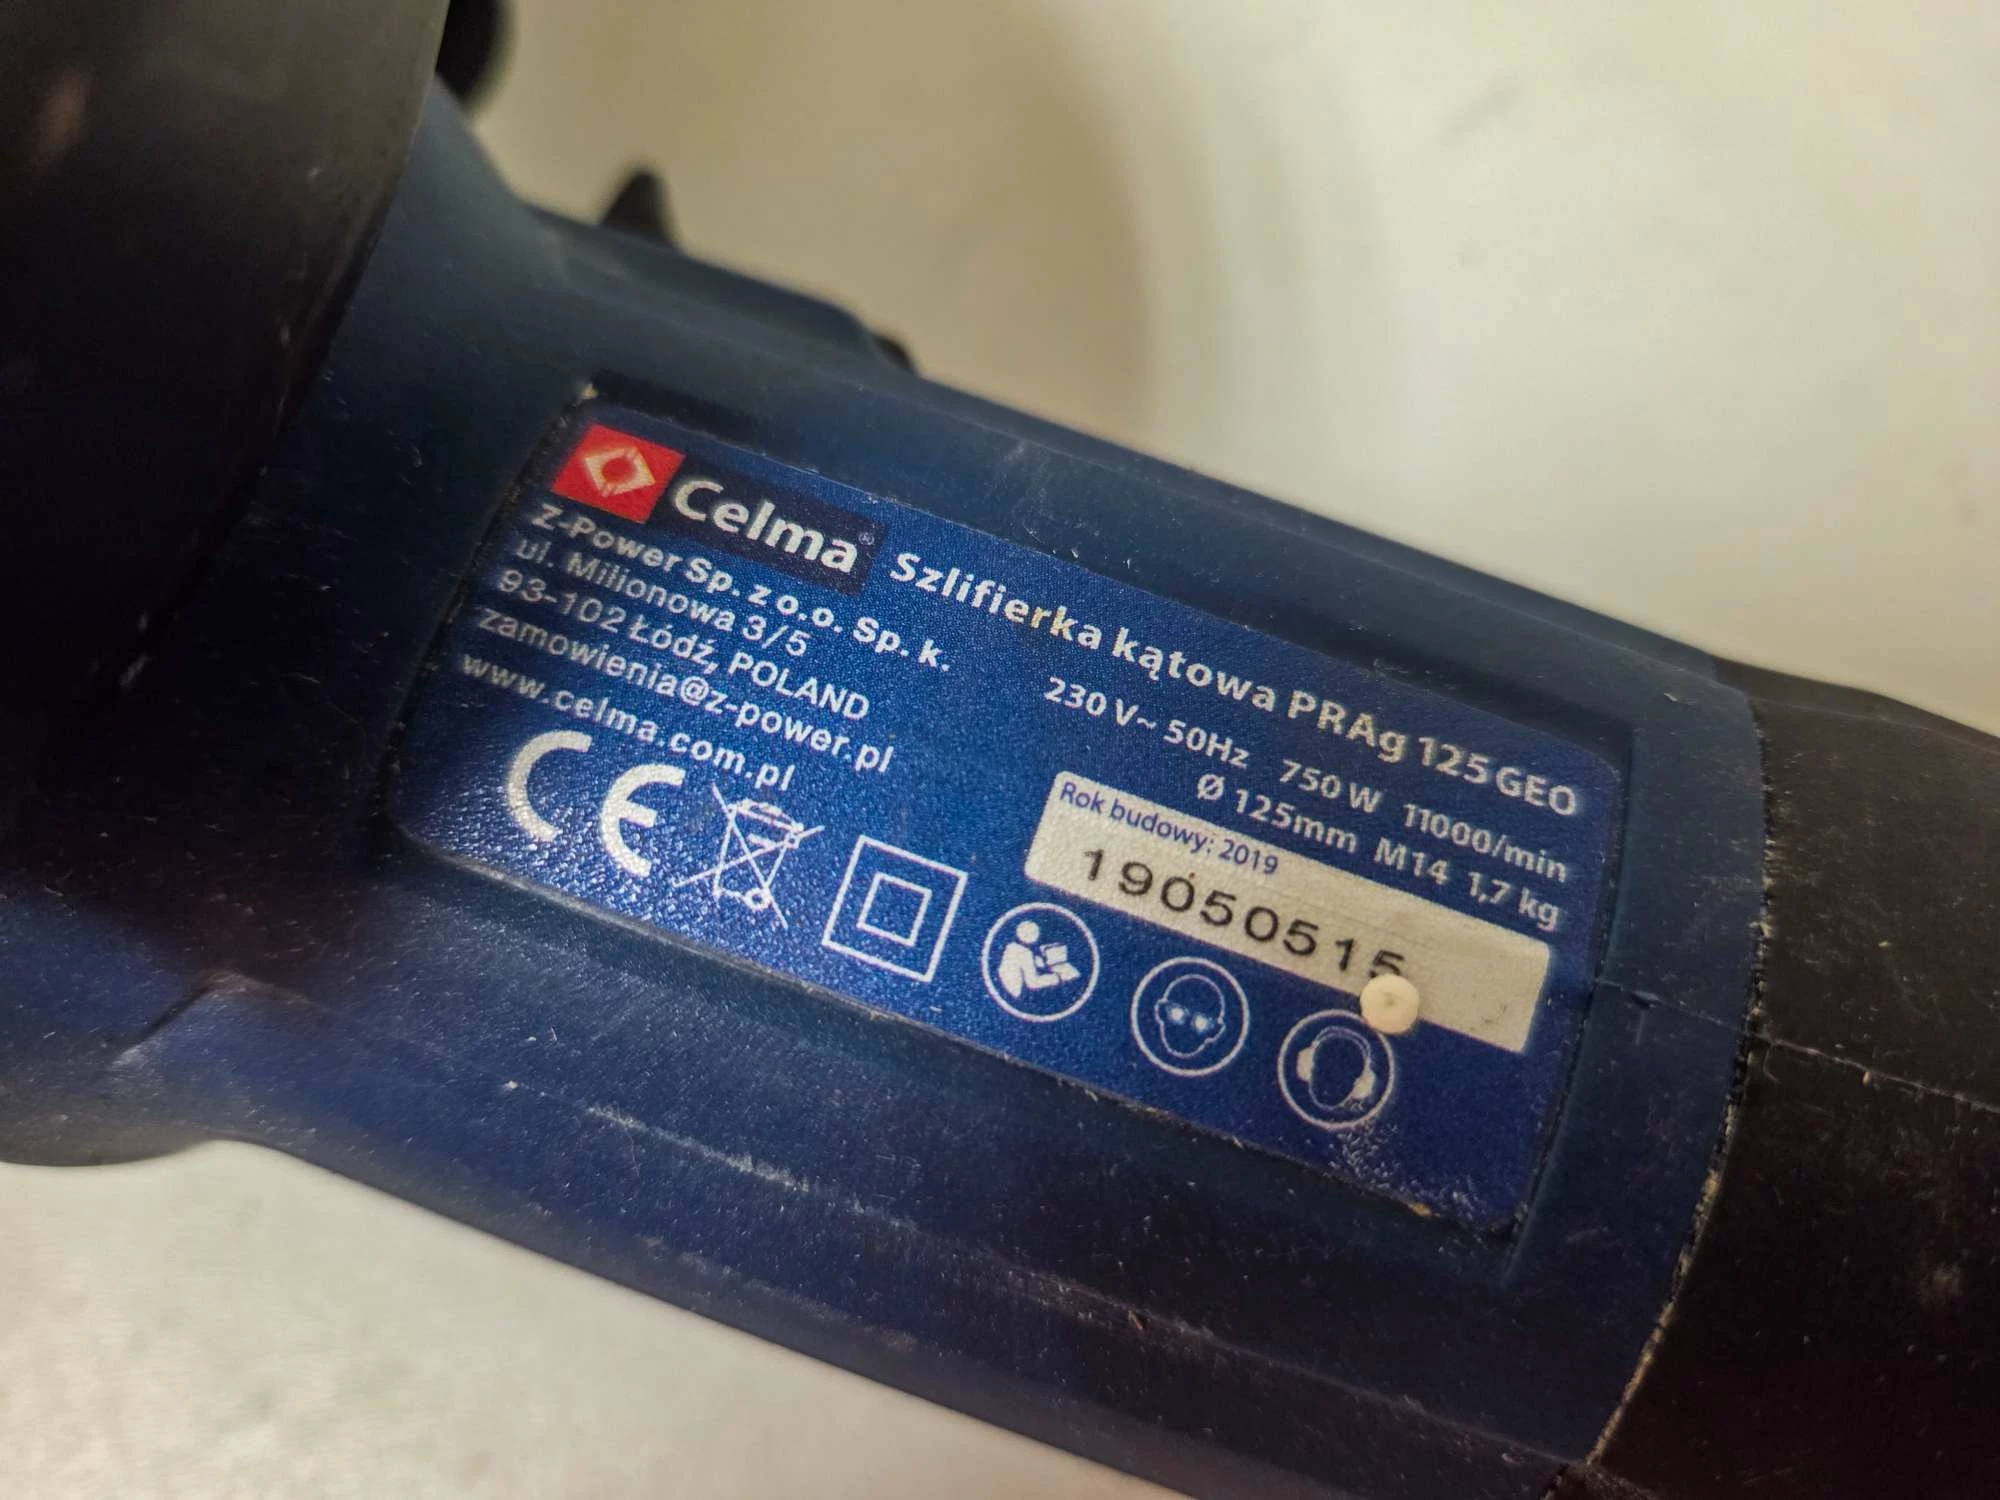 Celma® Szlifierka kątowa PRAg 125 GEO
Z-Power Sp. z o.o. Sp. k.
ul. Milionowa 3/5
93-102 Łódź, POLAND
zamowienia@z-power.pl
www.celma.com.pl
230 V~ 50Hz 750 W 11000/min
Ø 125mm M14 1,7 kg
Rok budowy: 2019
19050515
CE